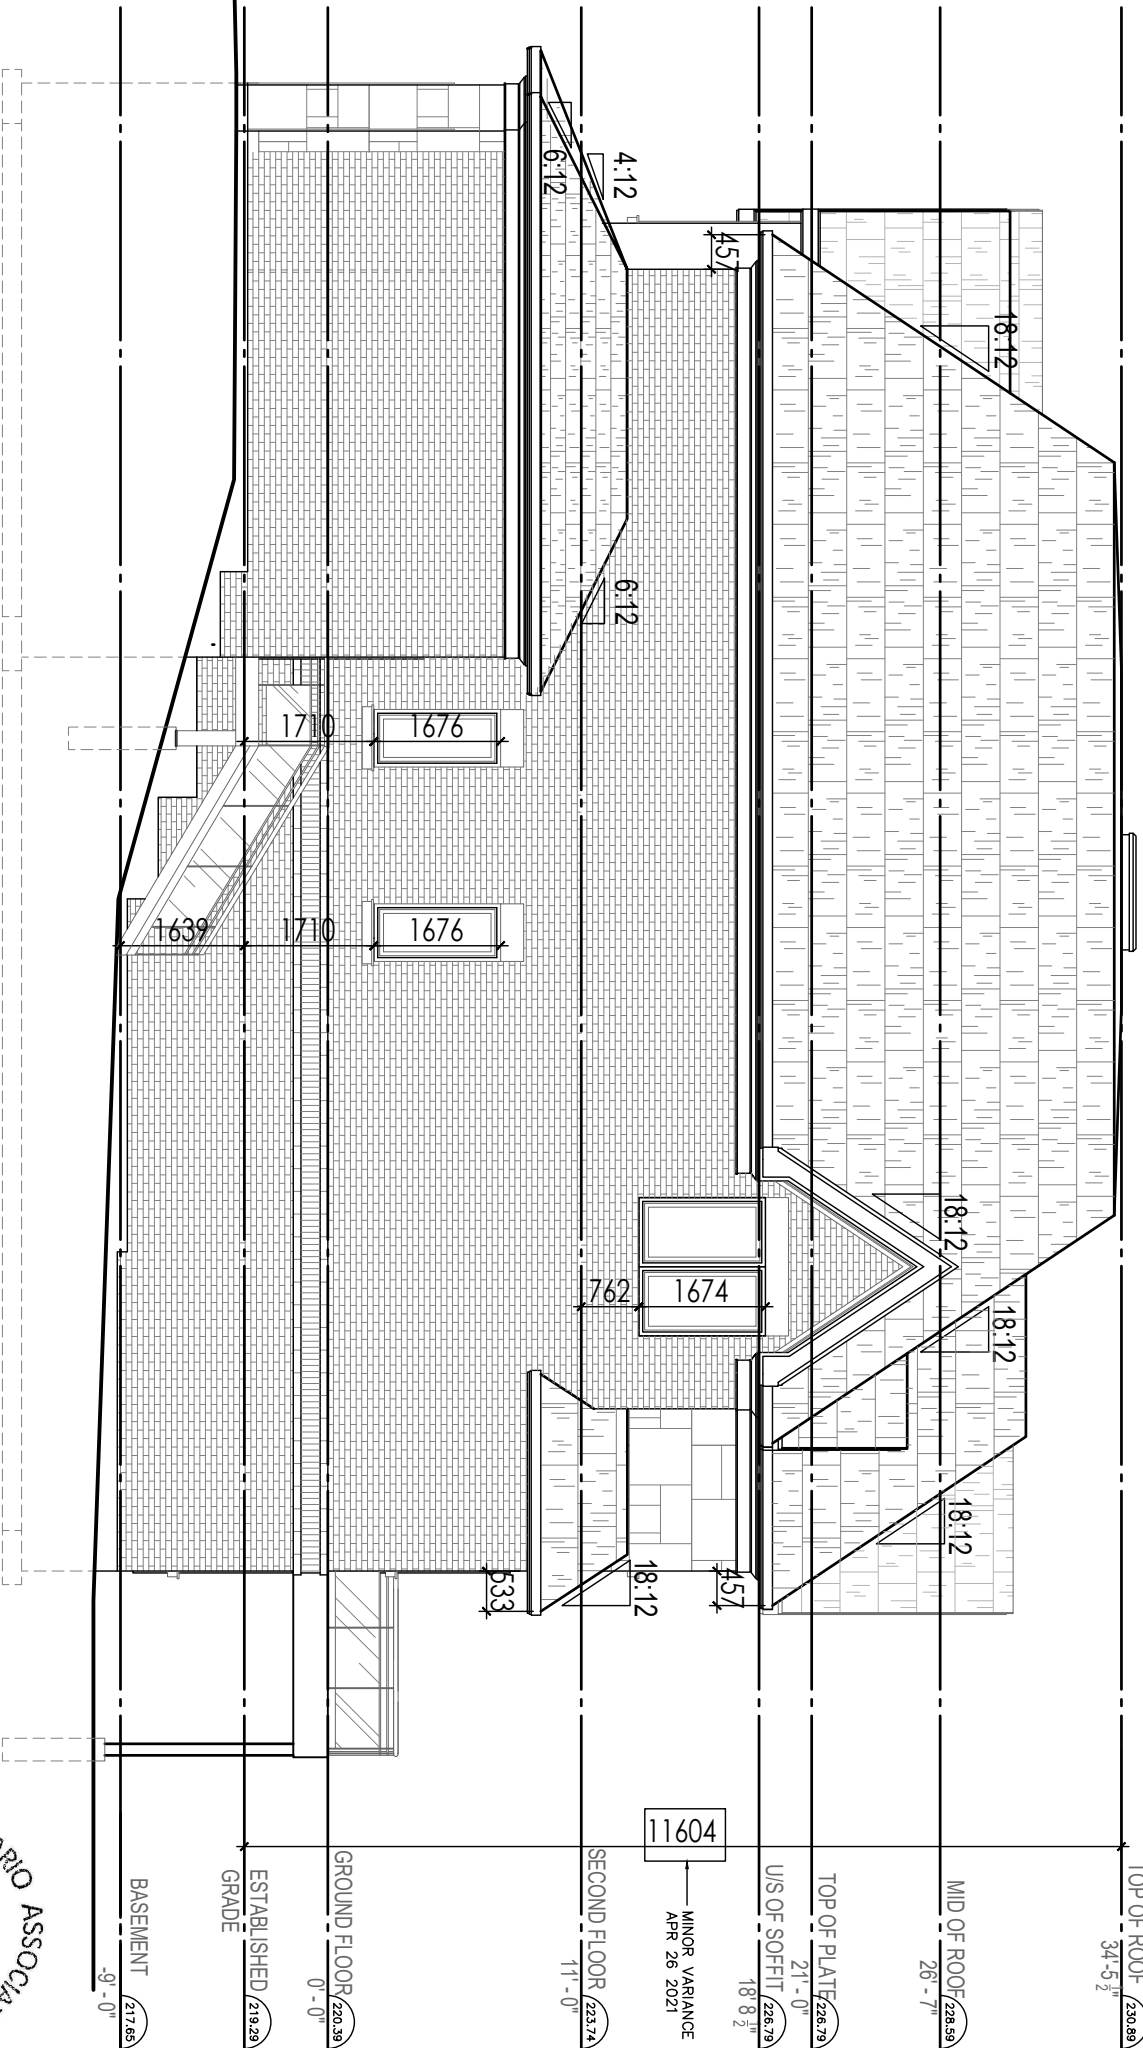 TOP OF ROOF
34'-5 1/2"
230.89
MID OF ROOF
26' - 7"
228.59
TOP OF PLATE
21' - 0"
226.79
U/S OF SOFFIT
18' 8 1/2"
226.79
SECOND FLOOR
11' - 0"
223.74
GROUND FLOOR
0' - 0"
220.39
ESTABLISHED
GRADE
219.29
BASEMENT
-9' - 0"
217.65
11604
MINOR VARIANCE
APR 26 2021
18:12
18:12
18:12
18:12
18:12
4:12
6:12
6:12
457
457
533
762
1674
1710
1676
1639
1710
1676